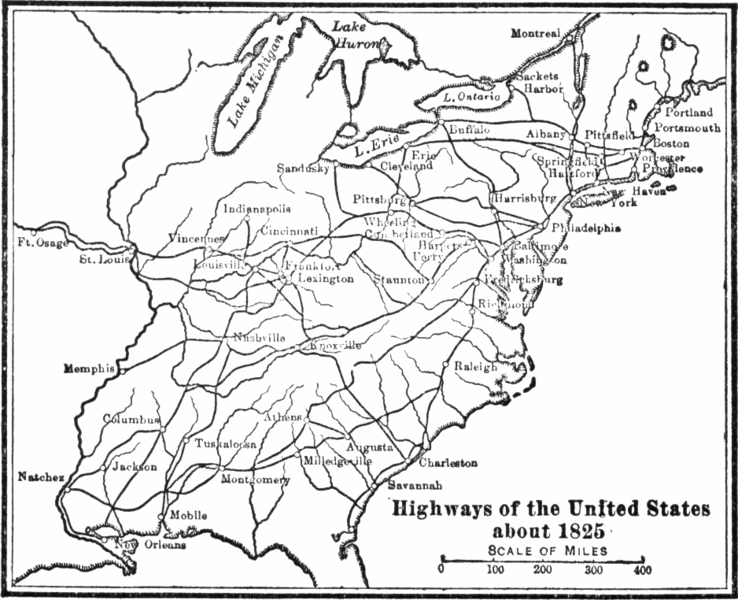 Lake
Huron
Lake Michigan
Montreal
Sackets
Harbor
L. Ontario
Portland
Portsmouth
Buffalo
Albany
Pittsfield
Boston
L. Erie
Erie
Springfield
Worcester
Sandusky
Cleveland
Hartford
Providence
New Haven
New York
Pittsburg
Harrisburg
Indianapolis
Wheeling
Philadelphia
Vincennes
Cincinnati
Cumberland
Ft. Osage
St. Louis
Harpers
Ferry
Baltimore
Washington
Louisville
Frankfort
Lexington
Staunton
Fredericksburg
Richmond
Nashville
Knoxville
Memphis
Raleigh
Columbus
Athens
Tuskaloosa
Augusta
Jackson
Milledgeville
Charleston
Natchez
Montgomery
Savannah
Mobile
New Orleans
Highways of the United States
about 1825
SCALE OF MILES
0 100 200 300 400